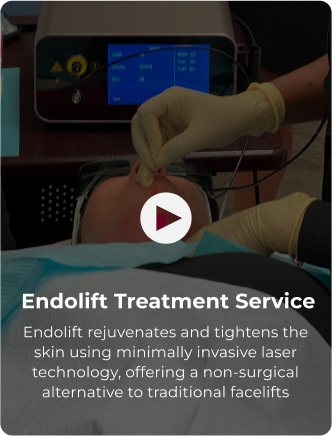 Endolift Treatment Service
Endolift rejuvenates and tightens the
skin using minimally invasive laser
technology, offering a non-surgical
alternative to traditional facelifts